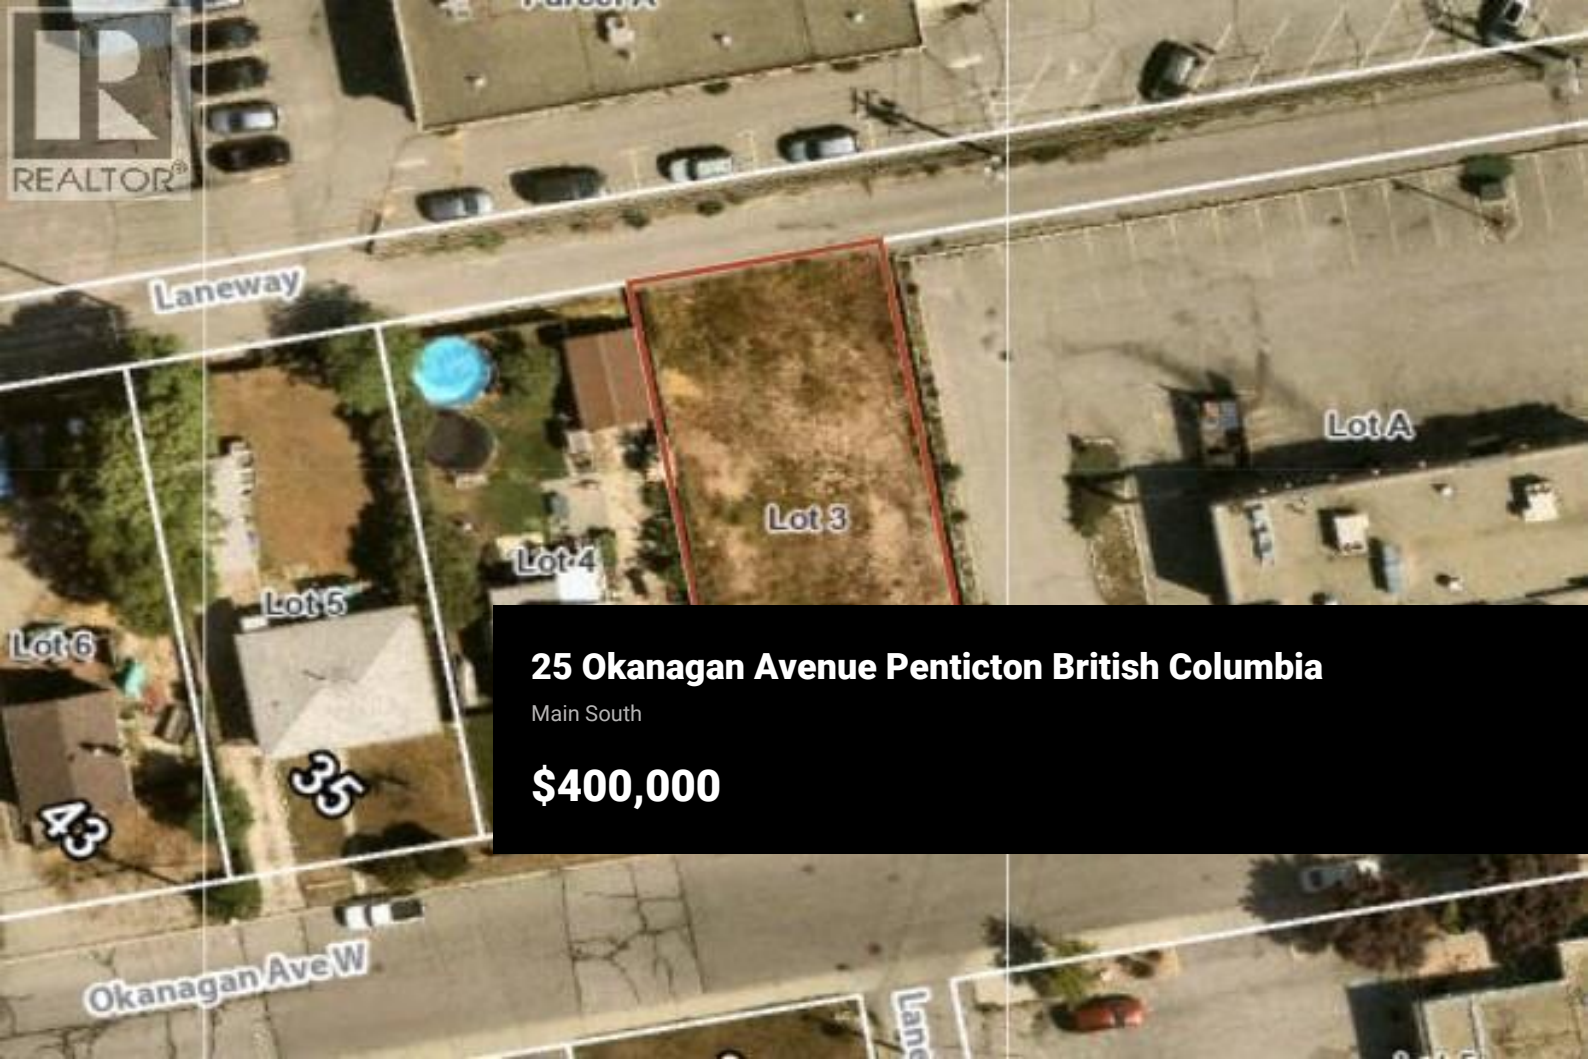 REALTOR®
Laneway
Lot A
Lot 3
Lot 4
Lot 5
Lot 6
25 Okanagan Avenue Penticton British Columbia
Main South
$400,000
35
43
Okanagan Ave W
Lane